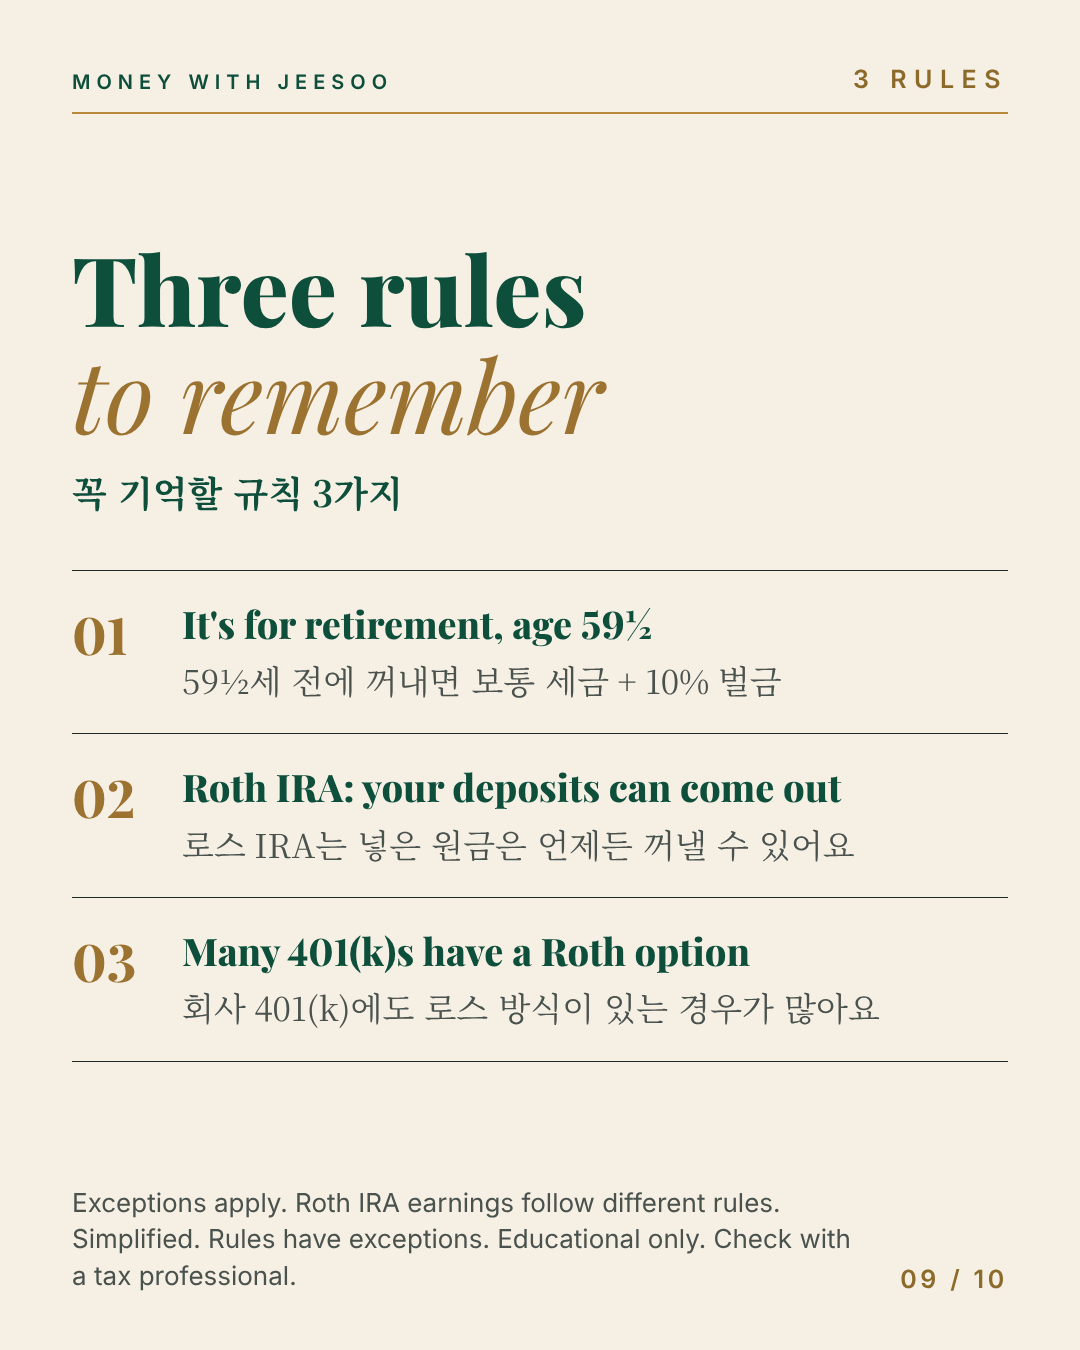 MONEY WITH JEESOO
3 RULES
Three rules
to remember
꼭 기억할 규칙 3가지
01
It's for retirement, age 59½
59½세 전에 꺼내면 보통 세금 + 10% 벌금
02
Roth IRA: your deposits can come out
로스 IRA는 넣은 원금은 언제든 꺼낼 수 있어요
03
Many 401(k)s have a Roth option
회사 401(k)에도 로스 방식이 있는 경우가 많아요
Exceptions apply. Roth IRA earnings follow different rules.
Simplified. Rules have exceptions. Educational only. Check with
a tax professional.
09 / 10